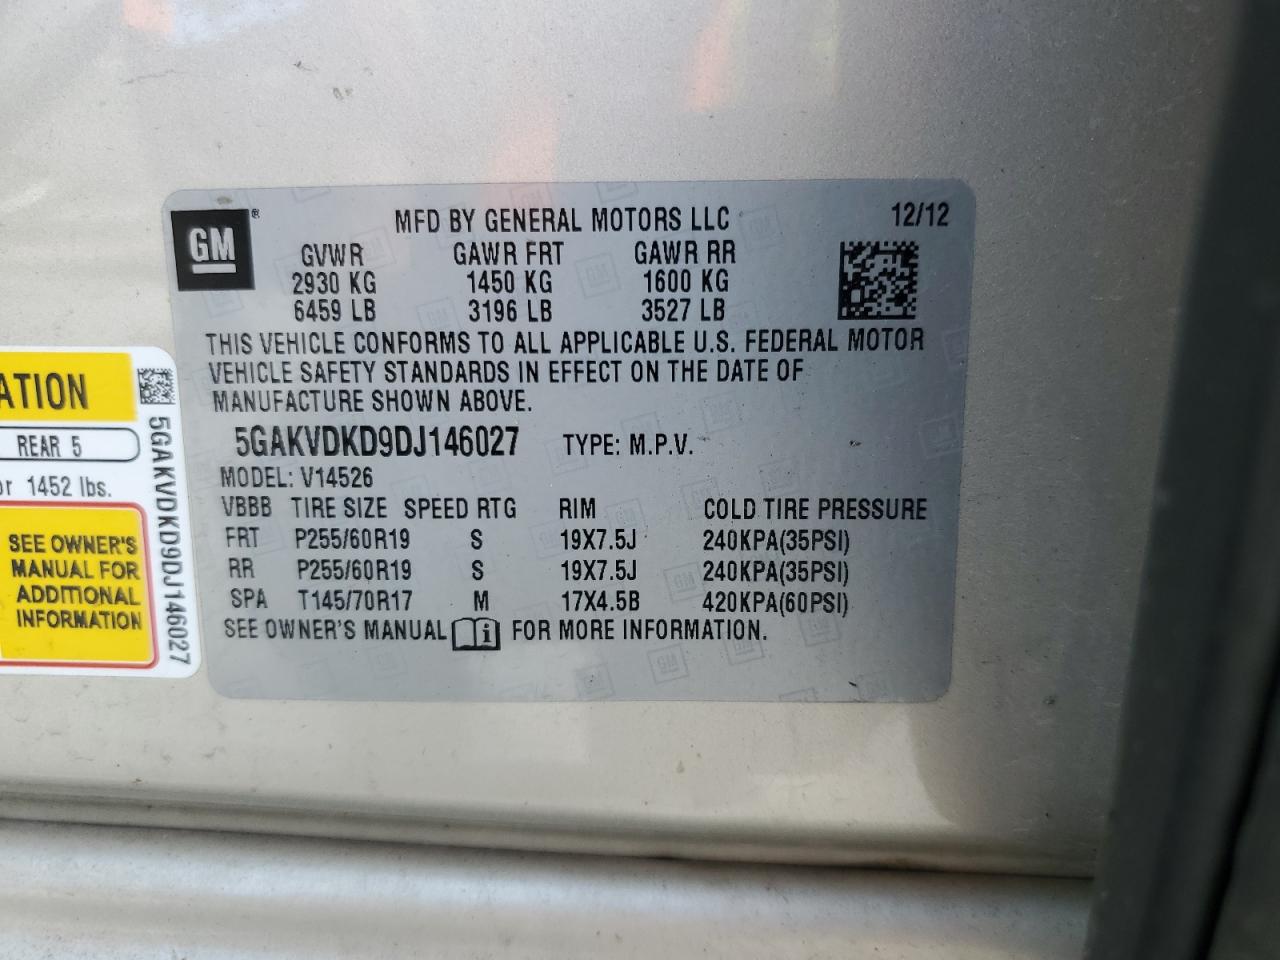 GM ®
MFD BY GENERAL MOTORS LLC 12/12
GVWR GAWR FRT GAWR RR
2930 KG 1450 KG 1600 KG
6459 LB 3196 LB 3527 LB
THIS VEHICLE CONFORMS TO ALL APPLICABLE U.S. FEDERAL MOTOR
VEHICLE SAFETY STANDARDS IN EFFECT ON THE DATE OF
MANUFACTURE SHOWN ABOVE.
5GAKVDKD9DJ146027 TYPE: M.P.V.
MODEL: V14526
VBBB TIRE SIZE SPEED RTG RIM COLD TIRE PRESSURE
FRT P255/60R19 S 19X7.5J 240KPA(35PSI)
RR P255/60R19 S 19X7.5J 240KPA(35PSI)
SPA T145/70R17 M 17X4.5B 420KPA(60PSI)
SEE OWNER'S MANUAL i FOR MORE INFORMATION.
ATION
REAR 5
or 1452 lbs.
SEE OWNER'S
MANUAL FOR
ADDITIONAL
INFORMATION
5GAKVDKD9DJ146027